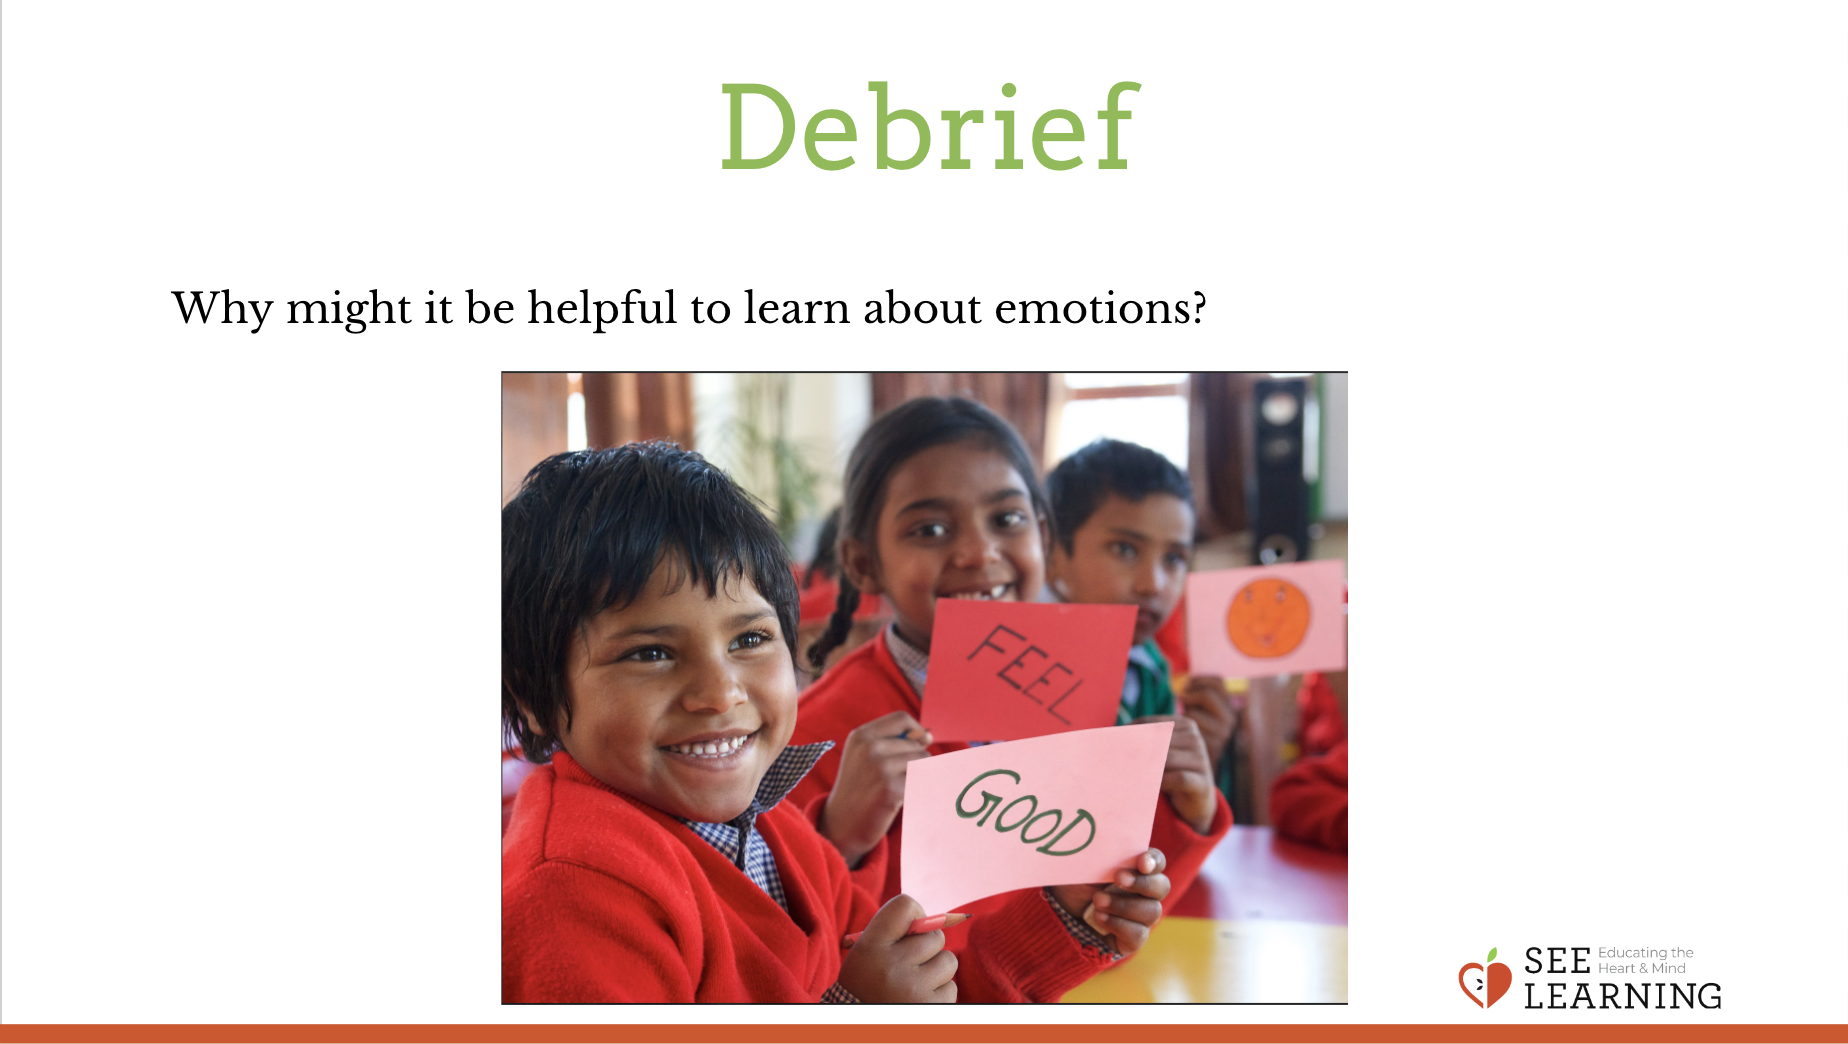 Debrief
Why might it be helpful to learn about emotions?
FEEL
GOOD
SEE Educating the
Heart & Mind
LEARNING